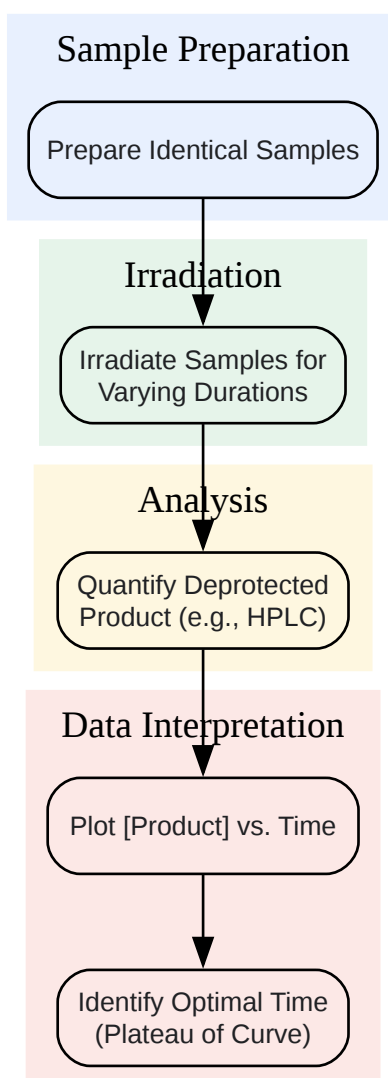 Sample Preparation
Prepare Identical Samples
Irradiation
Irradiate Samples for
Varying Durations
Analysis
Quantify Deprotected
Product (e.g., HPLC)
Data Interpretation
Plot [Product] vs. Time
Identify Optimal Time
(Plateau of Curve)